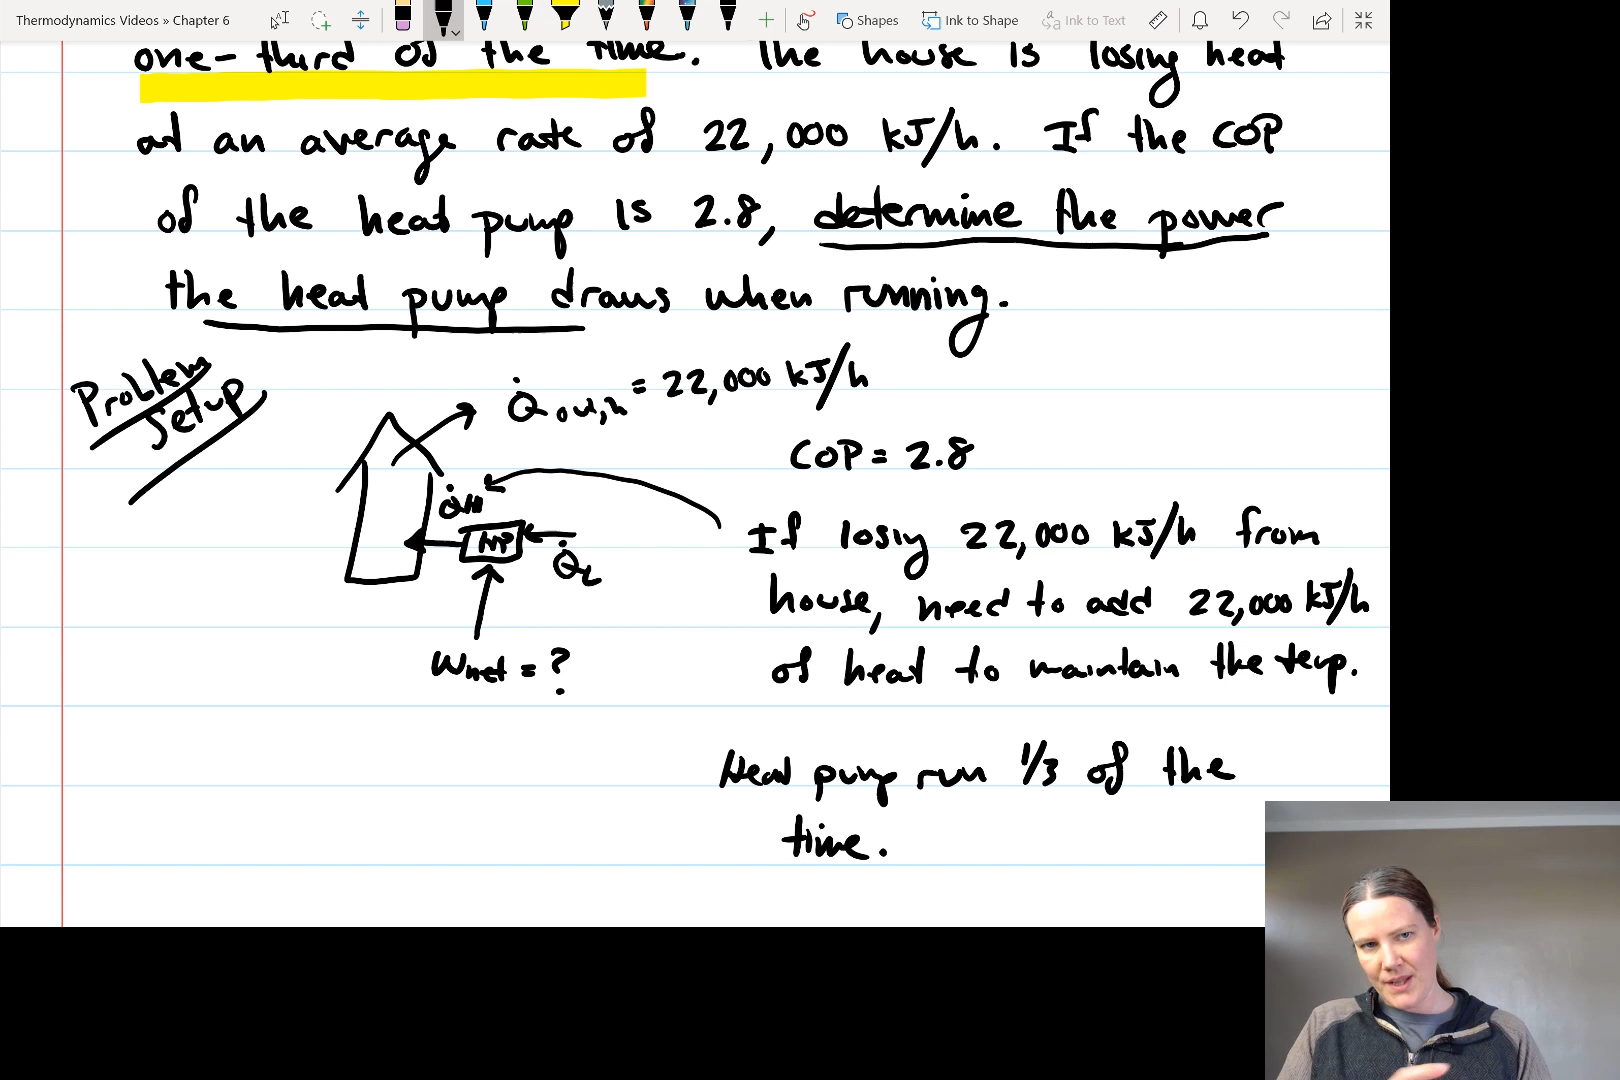 Thermodynamics Videos » Chapter 6
Shapes
Ink to Shape
Ink to Text
one-third of the time. The house is losing heat
at an average rate of 22,000 kJ/h. If the COP
of the heat pump is 2.8, determine the power
the heat pump draws when running.
Problem
Setup
Q̇out,h = 22,000 kJ/h
COP = 2.8
Q̇H
HP
Q̇L
Wnet = ?
If losing 22,000 kJ/h from
house, need to add 22,000 kJ/h
of heat to maintain the temp.
Heat pump run 1/3 of the
time.